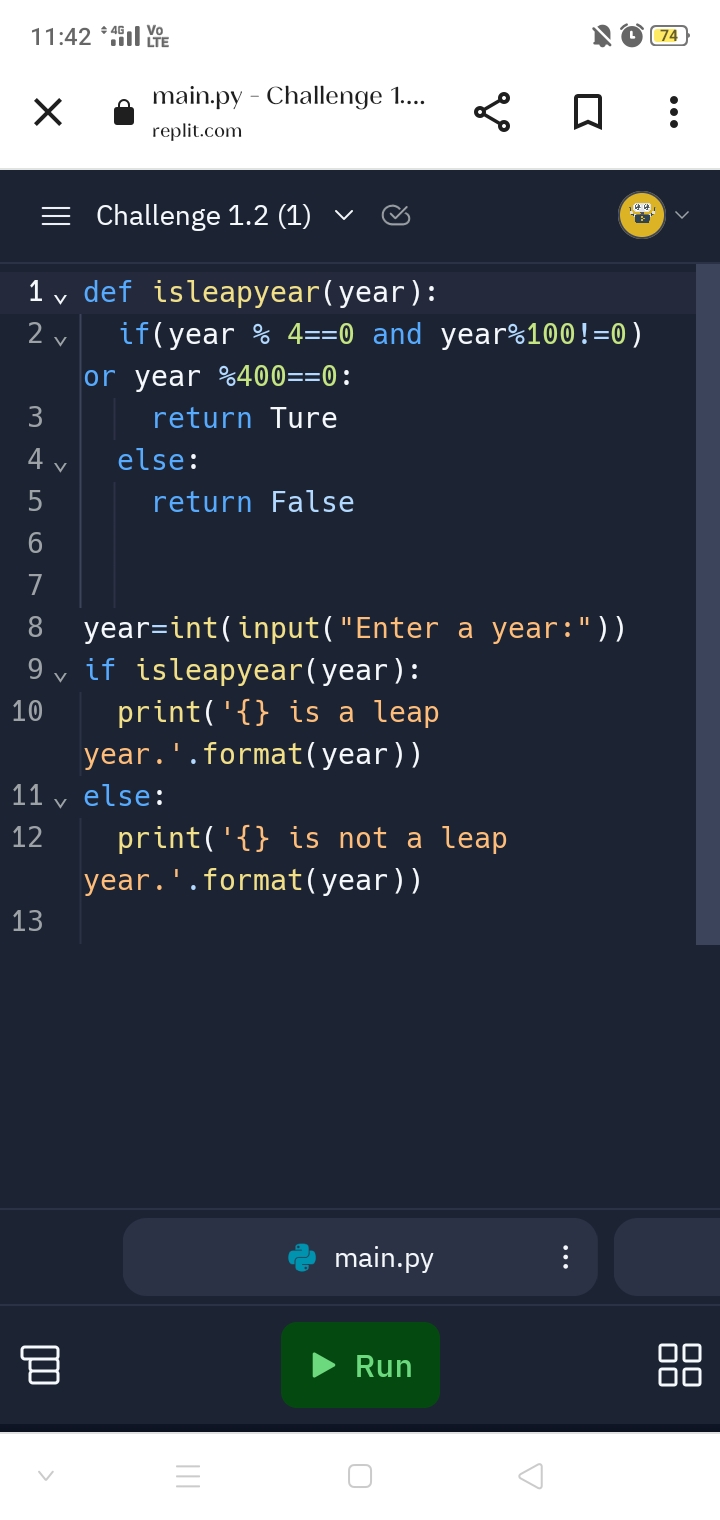 11:42 4G Vo LTE 74
main.py - Challenge 1....
replit.com
Challenge 1.2 (1)
1 def isleapyear(year):
2 if(year % 4==0 and year%100!=0)
or year %400==0:
3 return Ture
4 else:
5 return False
6
7
8 year=int(input("Enter a year:"))
9 if isleapyear(year):
10 print('{} is a leap
year.'.format(year))
11 else:
12 print('{} is not a leap
year.'.format(year))
13
main.py
Run